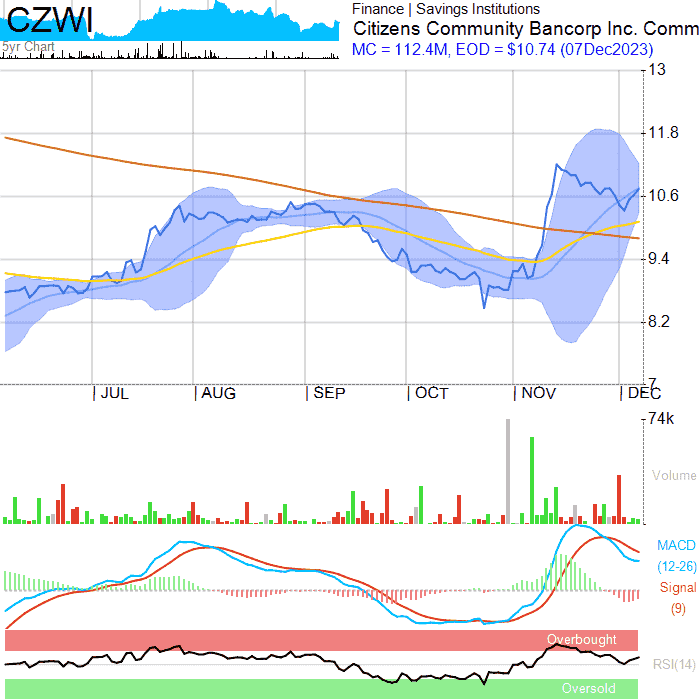 CZWI
5yr Chart
Finance | Savings Institutions
Citizens Community Bancorp Inc. Comm
MC = 112.4M, EOD = $10.74 (07Dec2023)
13
11.8
10.6
9.4
8.2
7
JUL AUG SEP OCT NOV DEC
74k
Volume
MACD
(12-26)
Signal
(9)
Overbought
RSI(14)
Oversold